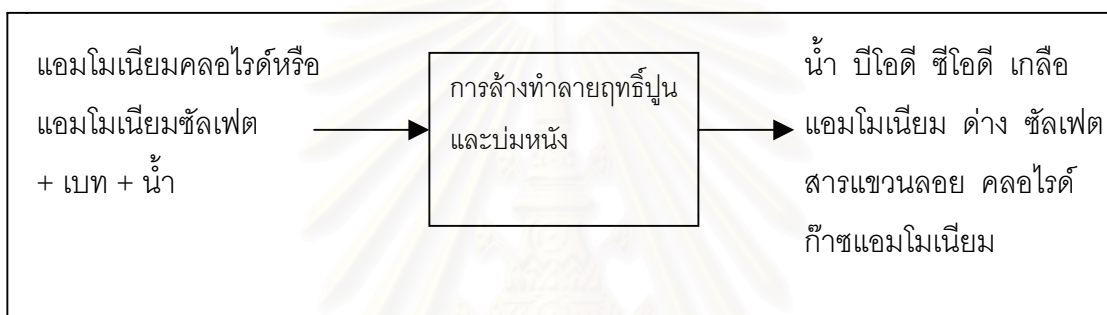 แอมโมเนียมคลอไรด์หรือ
แอมโมเนียมซัลเฟต
+ เบท + น้ำ
การล้างทำลายฤทธิ์ปูน
และบ่มหนัง
น้ำ บีโอดี ซีโอดี เกลือ
แอมโมเนียม ด่าง ซัลเฟต
สารแขวนลอย คลอไรด์
ก๊าซแอมโมเนียม